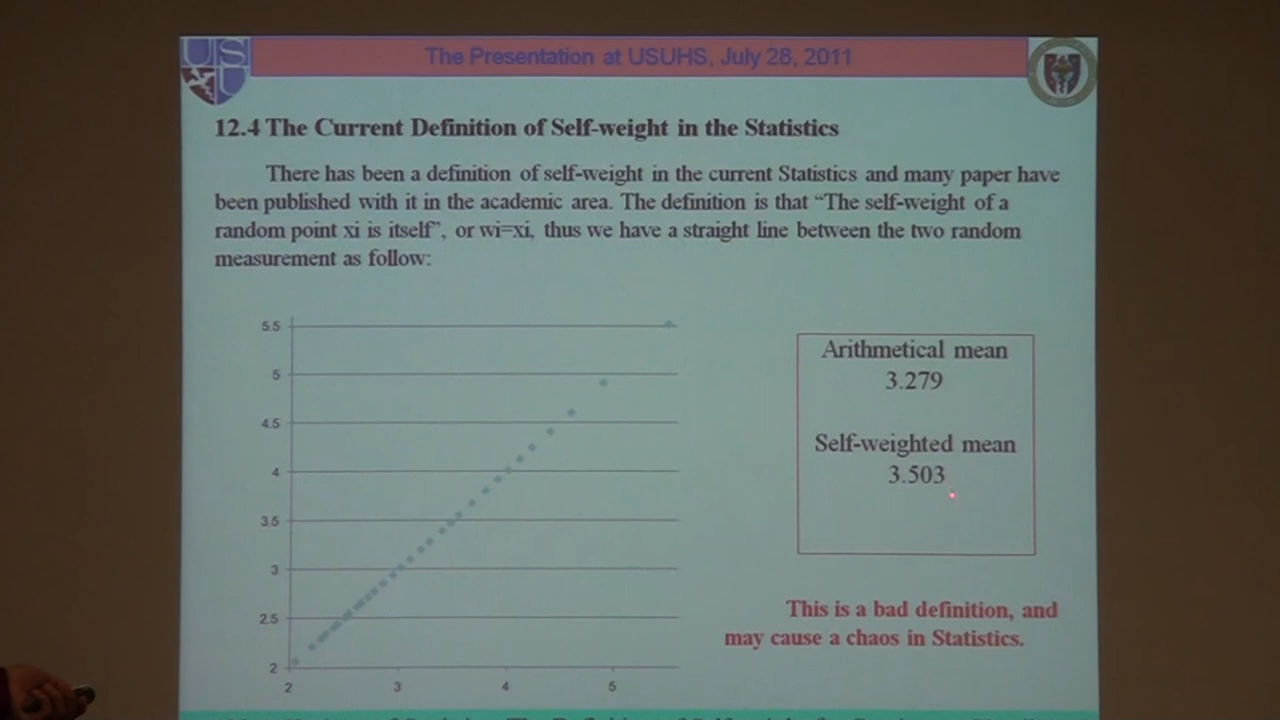 USU
The Presentation at USUHS, July 28, 2011
12.4 The Current Definition of Self-weight in the Statistics
There has been a definition of self-weight in the current Statistics and many paper have
been published with it in the academic area. The definition is that “The self-weight of a
random point xi is itself”, or wi=xi, thus we have a straight line between the two random
measurement as follow:
5.5
5
4.5
4
3.5
3
2.5
2
2 3 4 5
Arithmetical mean
3.279
Self-weighted mean
3.503
This is a bad definition, and
may cause a chaos in Statistics.